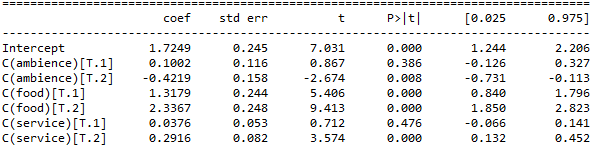 coef std err t P>|t| [0.025 0.975]
Intercept 1.7249 0.245 7.031 0.000 1.244 2.206
C(ambience)[T.1] 0.1002 0.116 0.867 0.386 -0.126 0.327
C(ambience)[T.2] -0.4219 0.158 -2.674 0.008 -0.731 -0.113
C(food)[T.1] 1.3179 0.244 5.406 0.000 0.840 1.796
C(food)[T.2] 2.3367 0.248 9.413 0.000 1.850 2.823
C(service)[T.1] 0.0376 0.053 0.712 0.476 -0.066 0.141
C(service)[T.2] 0.2916 0.082 3.574 0.000 0.132 0.452